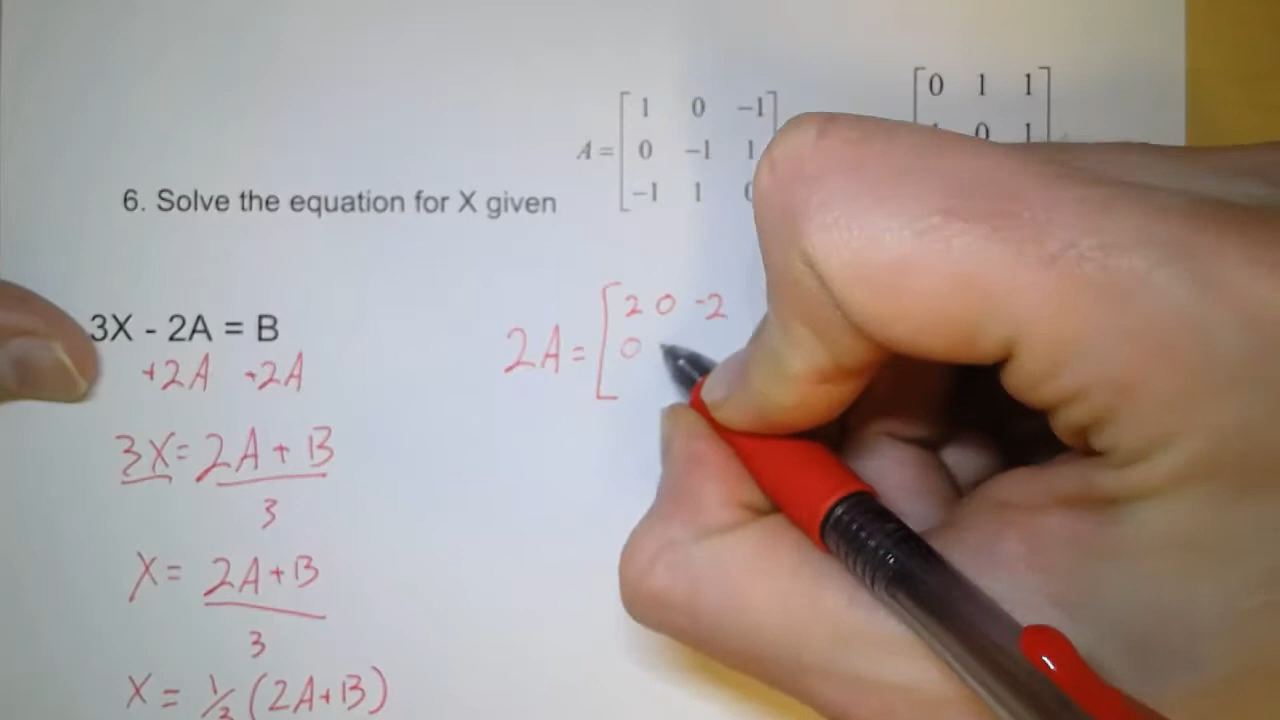 6. Solve the equation for X given
A = [ 1 0 -1
0 -1 1
-1 1
[ 0 1 1 ]
0 1
3X - 2A = B
+2A +2A
3X = 2A + B
3
X = 2A+B
3
X = 1/3 (2A+B)
2A = [ 2 0 -2
0